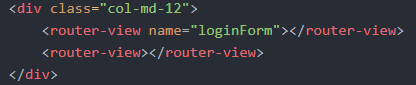 <div class="col-md-12">
    <router-view name="loginForm"></router-view>
    <router-view></router-view>
</div>